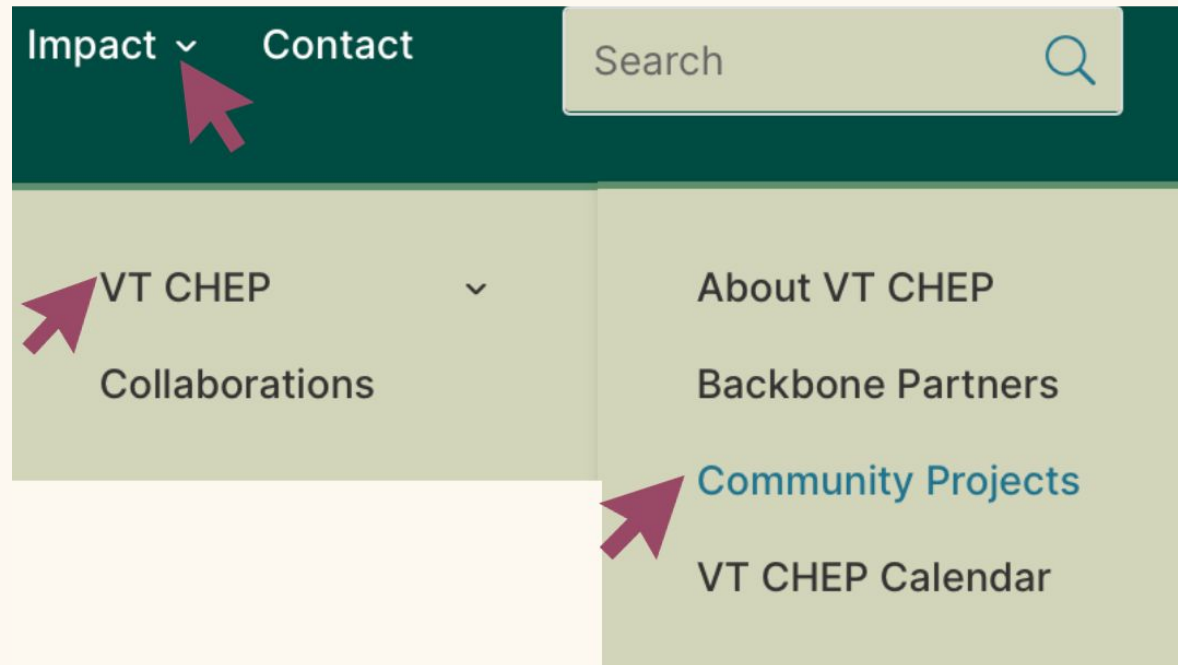 Impact Contact
Search
VT CHEP
Collaborations
About VT CHEP
Backbone Partners
Community Projects
VT CHEP Calendar